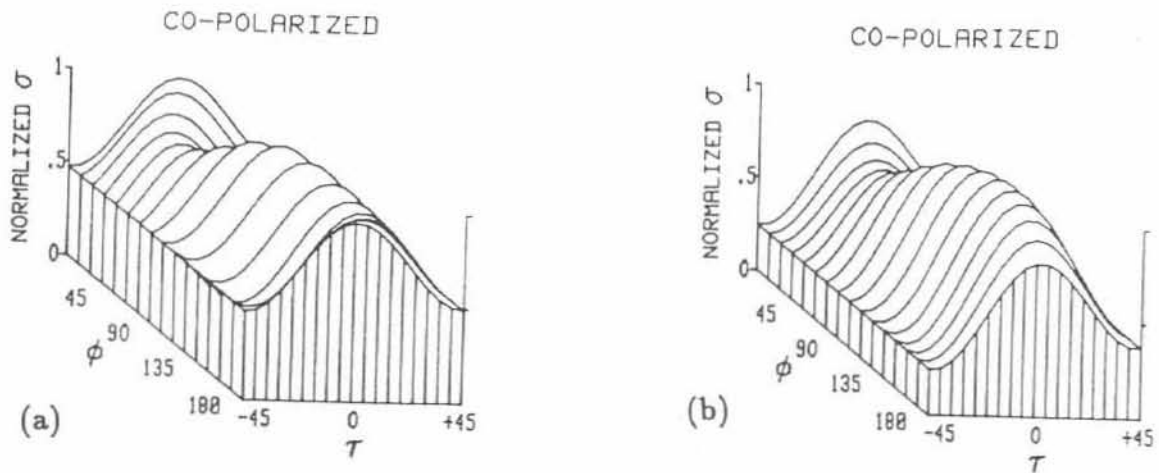 CO-POLARIZED
NORMALIZED σ
1
.5
0
45
90
135
180
ϕ
-45
0
+45
τ
(a)
CO-POLARIZED
NORMALIZED σ
1
.5
0
45
90
135
180
ϕ
-45
0
+45
τ
(b)